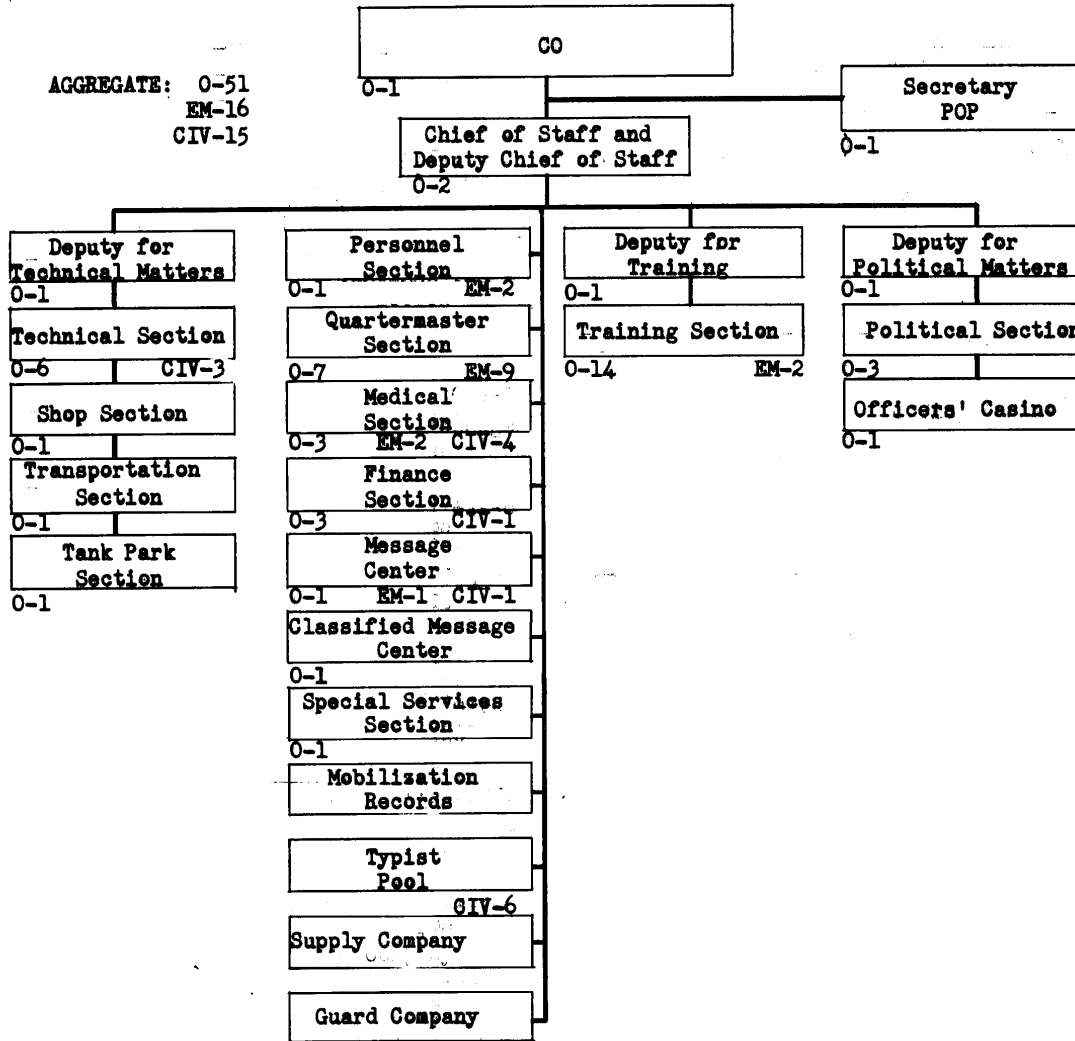 CO
AGGREGATE: O-51
EM-16
CIV-15
O-1
Secretary
POP
O-1
Chief of Staff and
Deputy Chief of Staff
O-2
Deputy for
Technical Matters
O-1
Technical Section
O-6 CIV-3
Shop Section
O-1
Transportation
Section
O-1
Tank Park
Section
O-1
Personnel
Section
O-1 EM-2
Quartermaster
Section
O-7 EM-9
Medical
Section
O-3 EM-2 CIV-4
Finance
Section
O-3 CIV-1
Message
Center
O-1 EM-1 CIV-1
Classified Message
Center
O-1
Special Services
Section
O-1
Mobilization
Records
Typist
Pool
CIV-6
Supply Company
Guard Company
Deputy for
Training
O-1
Training Section
O-14 EM-2
Deputy for
Political Matters
O-1
Political Section
O-3
Officers' Casino
O-1